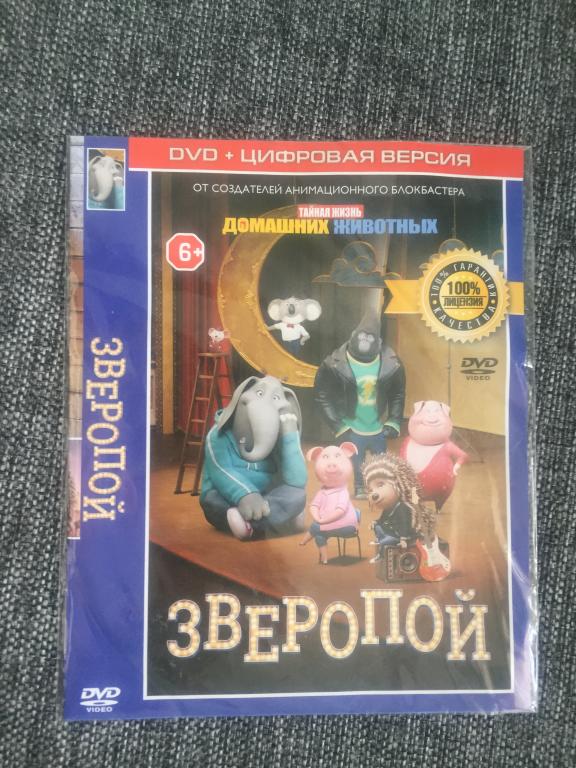 DVD + ЦИФРОВАЯ ВЕРСИЯ
ОТ СОЗДАТЕЛЕЙ АНИМАЦИОННОГО БЛОКБАСТЕРА
ТАЙНАЯ ЖИЗНЬ
ДОМАШНИХ ЖИВОТНЫХ
6+
100% ГАРАНТИЯ
100%
ЛИЦЕНЗИЯ
КАЧЕСТВА
DVD
VIDEO
ЗВЕРОПОЙ
ЗВЕРОПОЙ
DVD
VIDEO